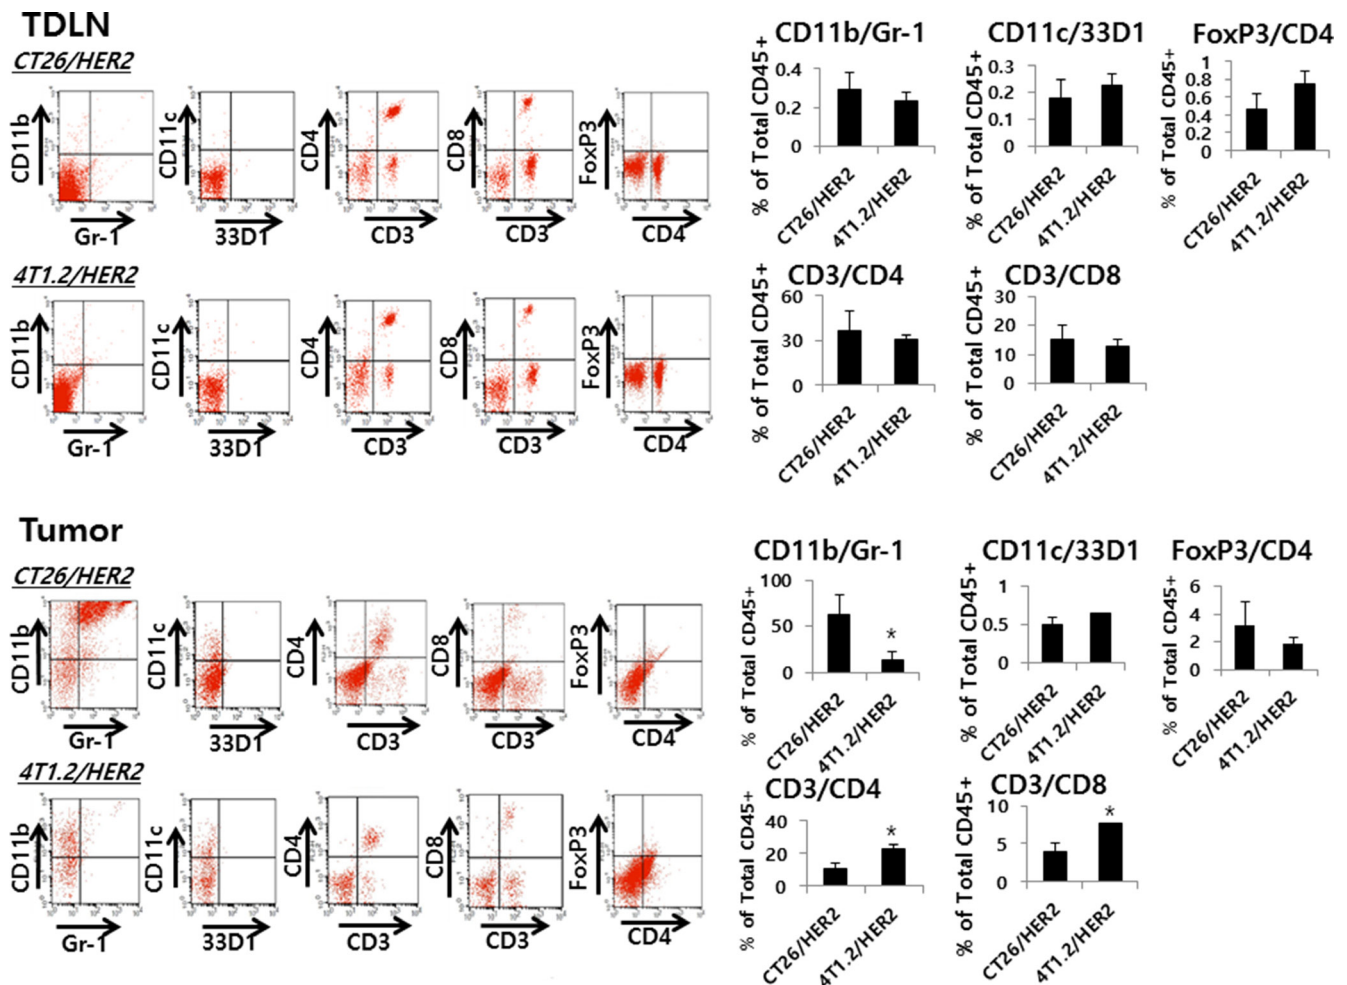 TDLN
CT26/HER2
CD11b
Gr-1
CD11c
33D1
CD4
CD3
CD8
CD3
FoxP3
CD4
4T1.2/HER2
CD11b
Gr-1
CD11c
33D1
CD4
CD3
CD8
CD3
FoxP3
CD4
CD11b/Gr-1
% of Total CD45+
0.4
0.2
0
CT26/HER2
4T1.2/HER2
CD11c/33D1
% of Total CD45+
0.3
0.2
0.1
0
CT26/HER2
4T1.2/HER2
FoxP3/CD4
% of Total CD45+
1
0.8
0.6
0.4
0.2
0
CT26/HER2
4T1.2/HER2
CD3/CD4
% of Total CD45+
60
30
0
CT26/HER2
4T1.2/HER2
CD3/CD8
% of Total CD45+
30
20
10
0
CT26/HER2
4T1.2/HER2
Tumor
CT26/HER2
CD11b
Gr-1
CD11c
33D1
CD4
CD3
CD8
CD3
FoxP3
CD4
4T1.2/HER2
CD11b
Gr-1
CD11c
33D1
CD4
CD3
CD8
CD3
FoxP3
CD4
CD11b/Gr-1
% of Total CD45+
100
50
0
*
CT26/HER2
4T1.2/HER2
CD11c/33D1
% of Total CD45+
1
0.5
0
CT26/HER2
4T1.2/HER2
FoxP3/CD4
% of Total CD45+
6
4
2
0
CT26/HER2
4T1.2/HER2
CD3/CD4
% of Total CD45+
40
20
0
*
CT26/HER2
4T1.2/HER2
CD3/CD8
% of Total CD45+
10
5
0
*
CT26/HER2
4T1.2/HER2